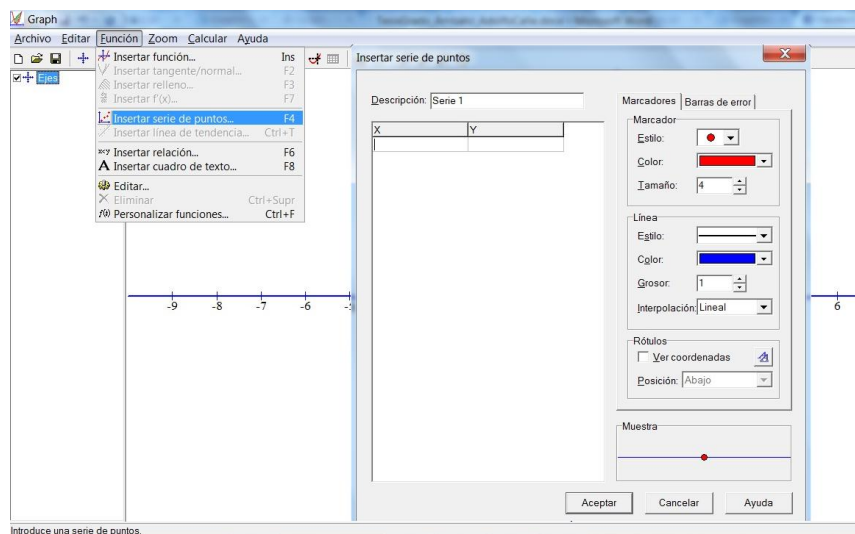 Graph
Archivo Editar Función Zoom Calcular Ayuda
Ejes
Insertar función... Ins
Insertar tangente/normal... F2
Insertar relleno... F3
Insertar f'(x)... F7
Insertar serie de puntos... F4
Insertar línea de tendencia... Ctrl+T
Insertar relación... F6
Insertar cuadro de texto... F8
Editar...
Eliminar Ctrl+Supr
Personalizar funciones... Ctrl+F
-9 -8 -7 -6
Insertar serie de puntos
Descripción: Serie 1
X Y
Marcadores Barras de error
Marcador
Estilo:
Color:
Tamaño: 4
Línea
Estilo:
Color:
Grosor: 1
Interpolación: Lineal
Rótulos
Ver coordenadas
Posición: Abajo
Muestra
Aceptar Cancelar Ayuda
6
Introduce una serie de puntos.